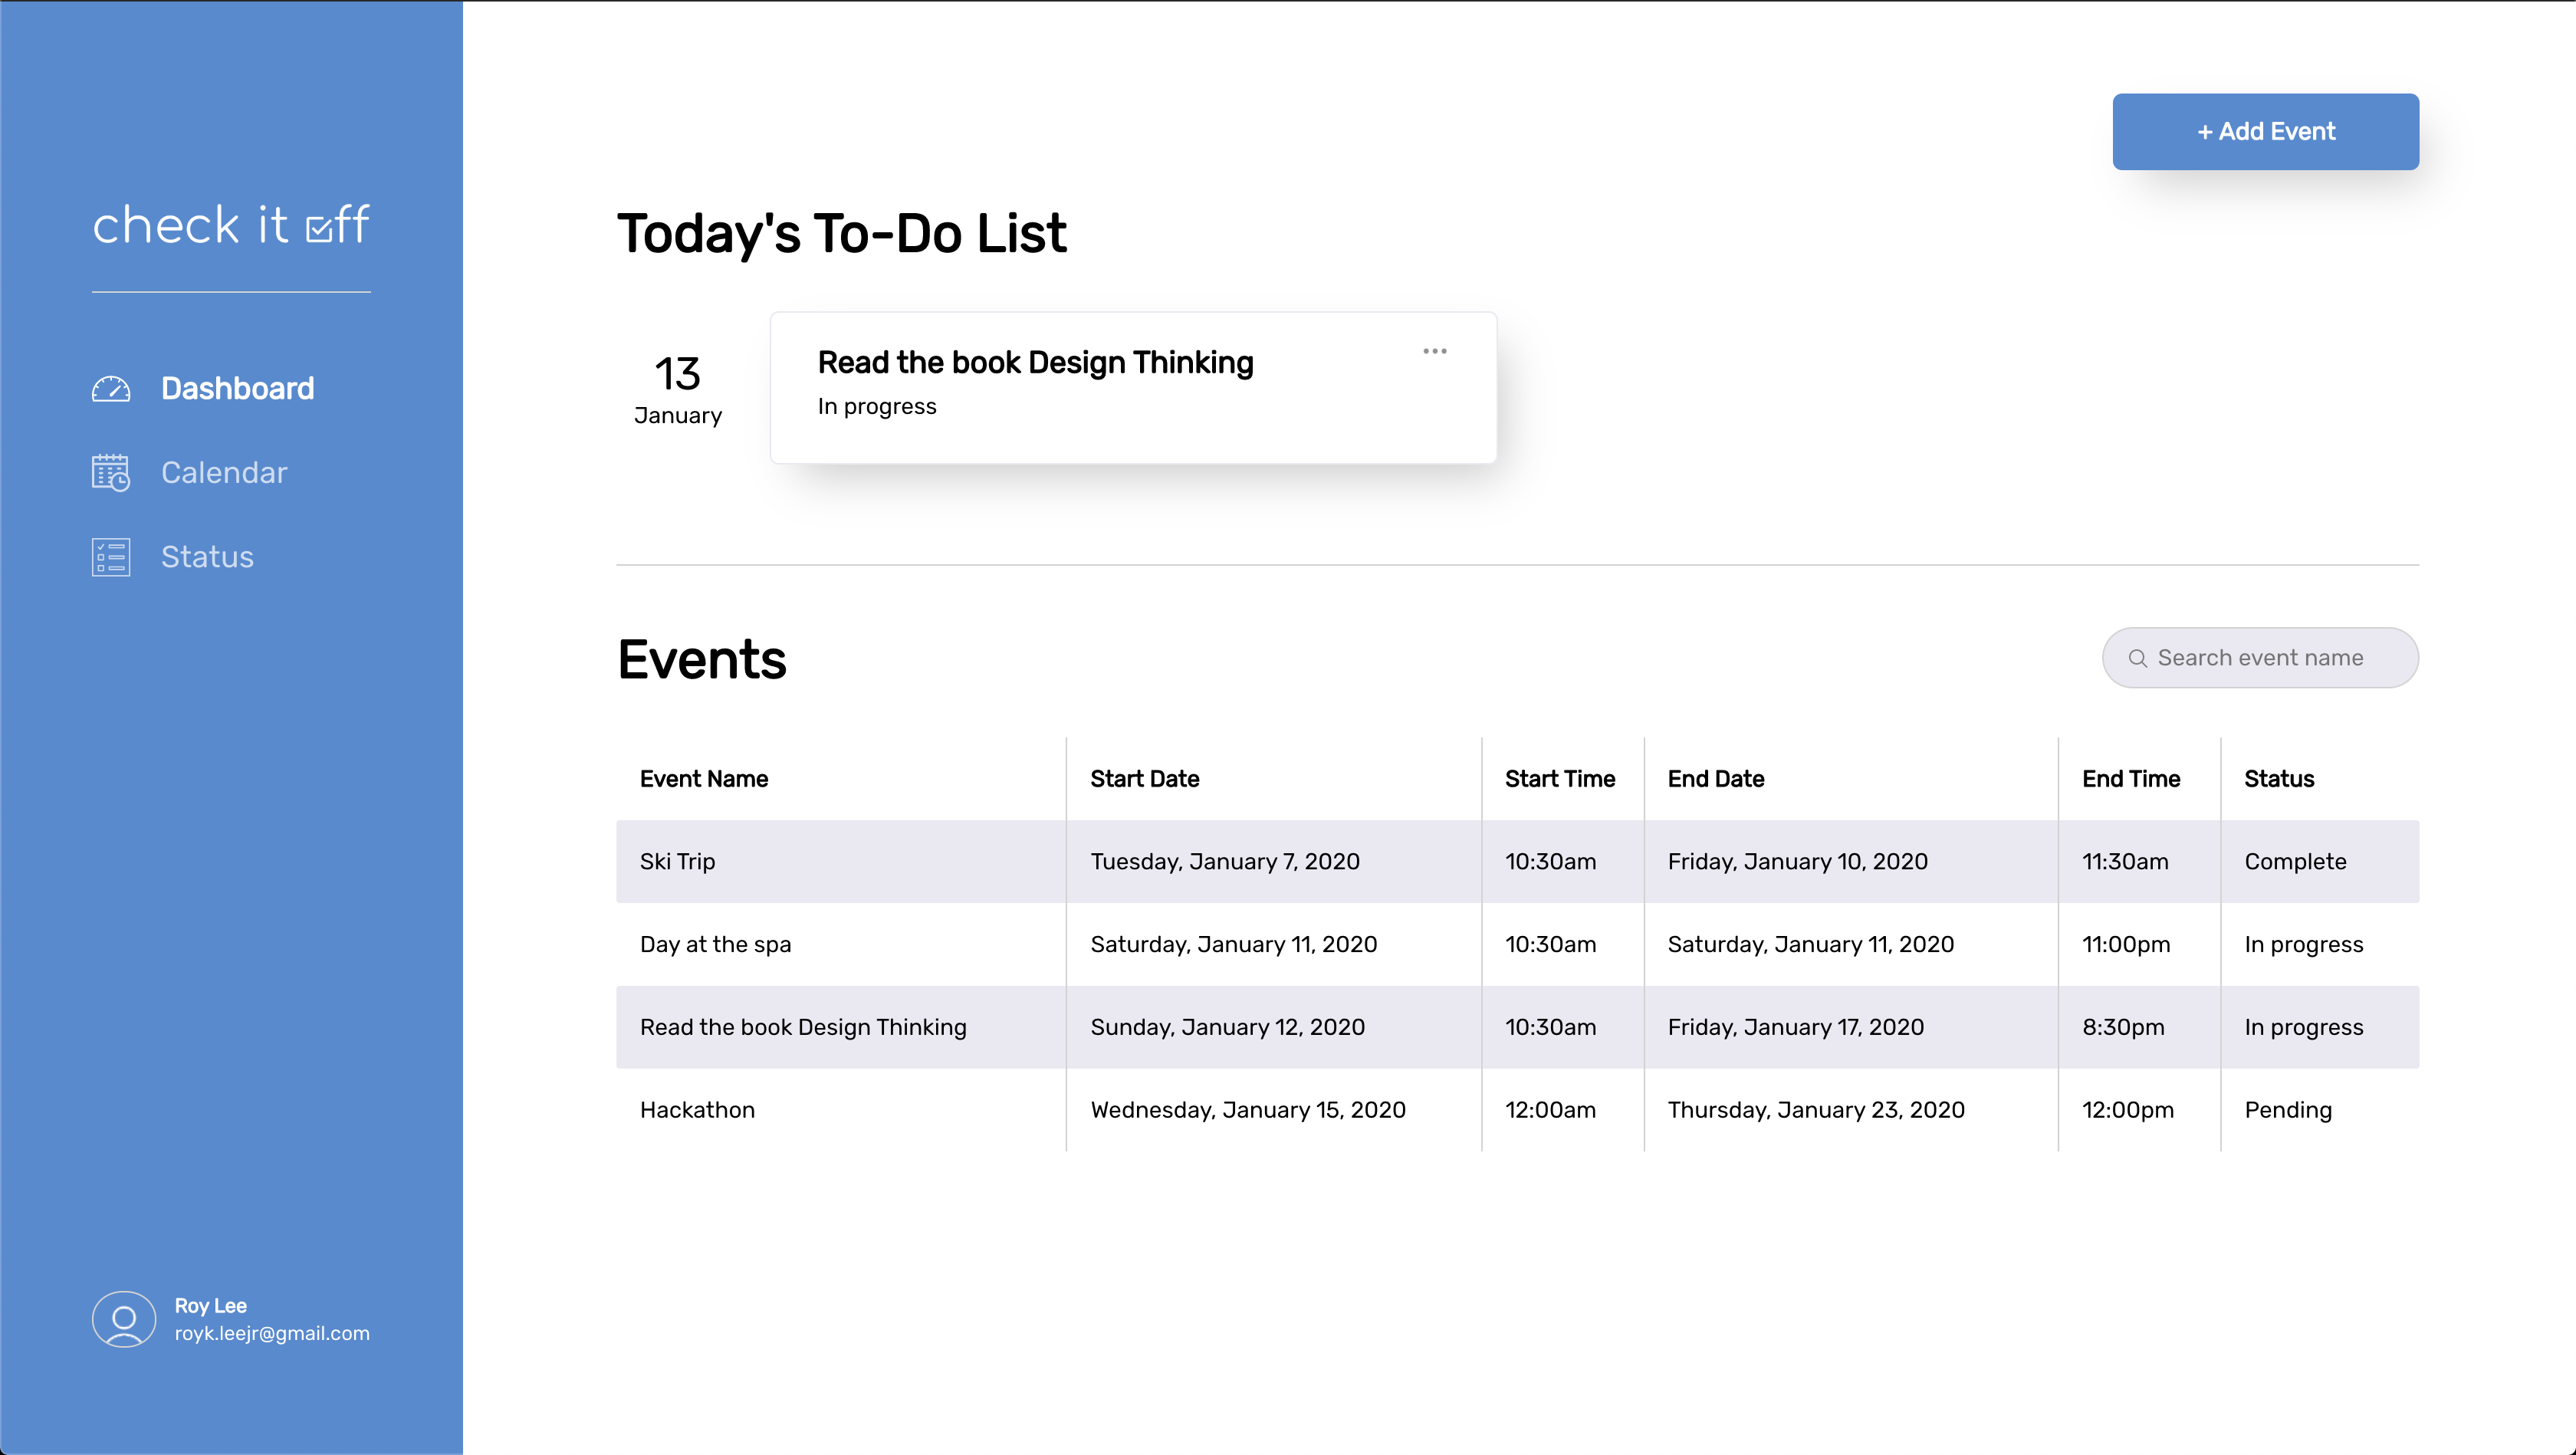 check it off
Dashboard
Calendar
Status
Roy Lee
royk.leejr@gmail.com
+ Add Event
Today's To-Do List
13
January
Read the book Design Thinking
In progress
Events
Search event name
Event Name Start Date Start Time End Date End Time Status
Ski Trip Tuesday, January 7, 2020 10:30am Friday, January 10, 2020 11:30am Complete
Day at the spa Saturday, January 11, 2020 10:30am Saturday, January 11, 2020 11:00pm In progress
Read the book Design Thinking Sunday, January 12, 2020 10:30am Friday, January 17, 2020 8:30pm In progress
Hackathon Wednesday, January 15, 2020 12:00am Thursday, January 23, 2020 12:00pm Pending